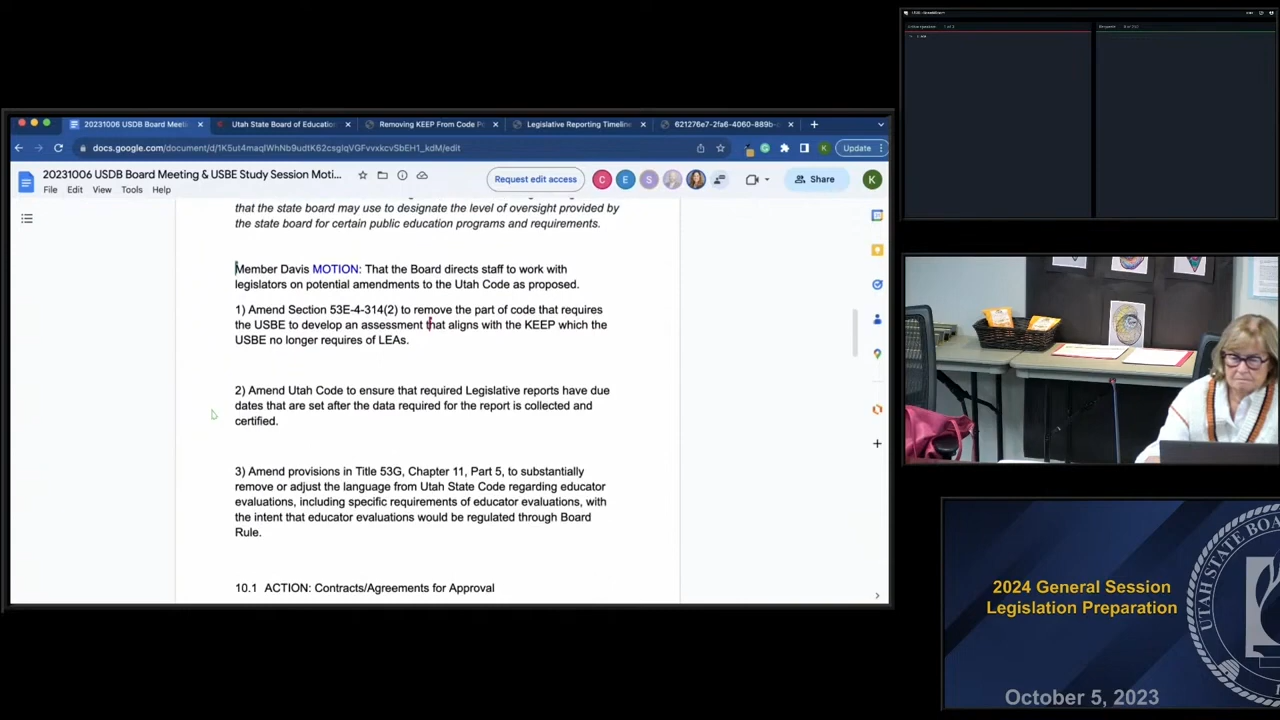 20231006 USDB Board Meeti
Utah State Board of Education
Removing KEEP From Code P
Legislative Reporting Timeline
621276e7-2fa6-4060-889b-
Update
20231006 USDB Board Meeting & USBE Study Session Moti...
File Edit View Tools Help
Request edit access
C E S
Share
K
that the state board may use to designate the level of oversight provided by
the state board for certain public education programs and requirements.
Member Davis MOTION: That the Board directs staff to work with
legislators on potential amendments to the Utah Code as proposed.
1) Amend Section 53E-4-314(2) to remove the part of code that requires
the USBE to develop an assessment that aligns with the KEEP which the
USBE no longer requires of LEAs.
2) Amend Utah Code to ensure that required Legislative reports have due
dates that are set after the data required for the report is collected and
certified.
3) Amend provisions in Title 53G, Chapter 11, Part 5, to substantially
remove or adjust the language from Utah State Code regarding educator
evaluations, including specific requirements of educator evaluations, with
the intent that educator evaluations would be regulated through Board
Rule.
10.1 ACTION: Contracts/Agreements for Approval
2024 General Session
Legislation Preparation
UTAH STATE BOA
October 5, 2023